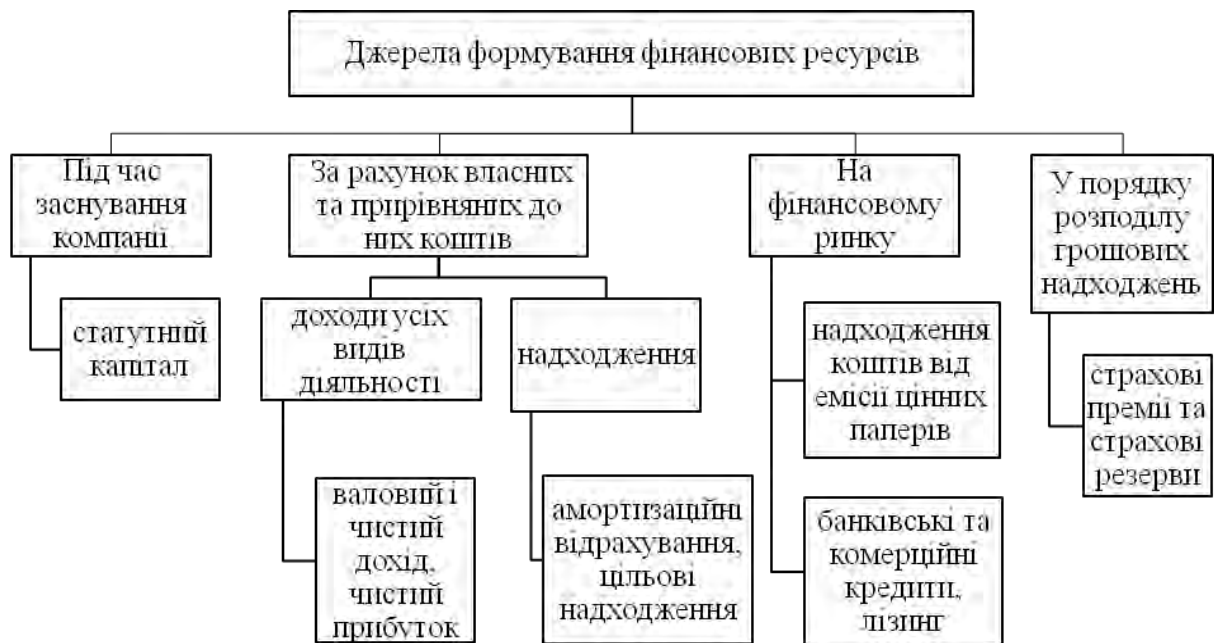 Джерела формування фінансових ресурсів
Під час
заснування
компанії
статутний
капітал
За рахунок власних
та прирівняних до
них коштів
доходи усіх
видів
діяльності
валовий і
чистий
дохід,
чистий
прибуток
надходження
амортизаційні
відрахування,
цільові
надходження
На
фінансовому
ринку
надходження
коштів від
емісії цінних
паперів
банківські та
комерційні
кредити,
лізинг
У порядку
розподілу
грошових
надходжень
страхові
премії та
страхові
резерви